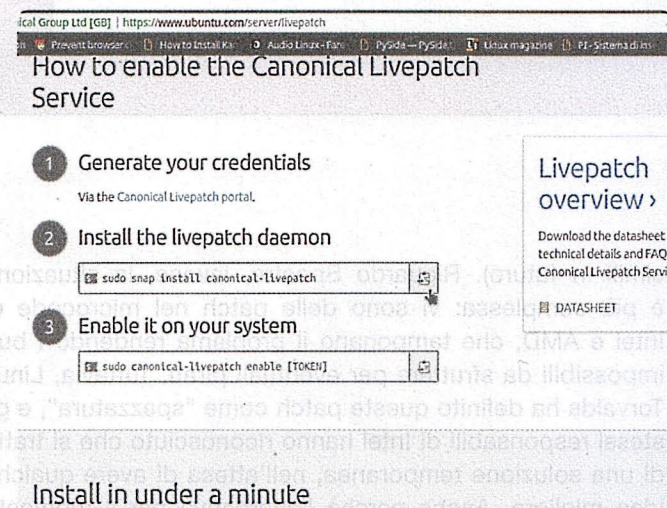 ical Group Ltd [GB] | https://www.ubuntu.com/server/livepatch
Prevent browser How to Install Ka Audio Linux - Fare PySide — PySide Linux magazine PI - Sistema di ins
How to enable the Canonical Livepatch
Service
1 Generate your credentials
Via the Canonical Livepatch portal.
2 Install the livepatch daemon
sudo snap install canonical-livepatch
3 Enable it on your system
sudo canonical-livepatch enable [TOKEN]
Install in under a minute
Livepatch
overview ›
Download the datasheet
technical details and FAQ
Canonical Livepatch Servi
DATASHEET